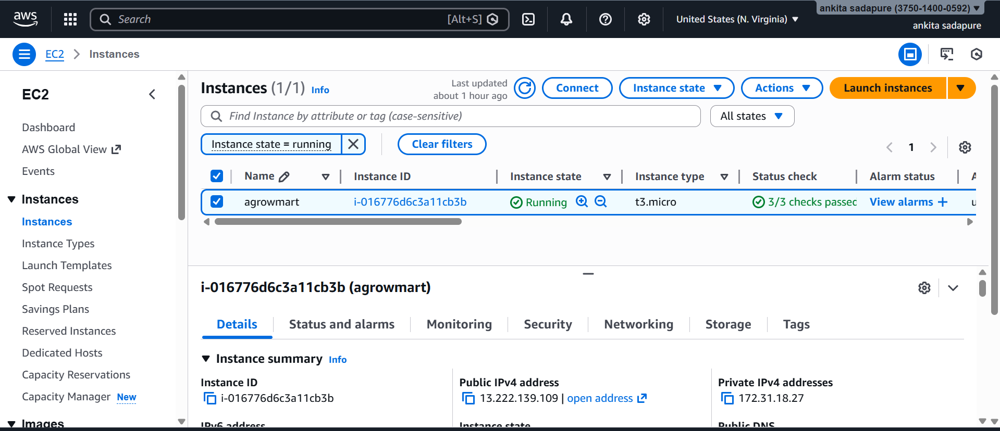 aws
Search
[Alt+S]
United States (N. Virginia)
ankita sadapure (3750-1400-0592)
ankita sadapure
EC2
Instances
EC2
Dashboard
AWS Global View
Events
Instances
Instances
Instance Types
Launch Templates
Spot Requests
Savings Plans
Reserved Instances
Dedicated Hosts
Capacity Reservations
Capacity Manager New
Images
Instances (1/1) Info
Last updated
about 1 hour ago
Connect
Instance state
Actions
Launch instances
Find Instance by attribute or tag (case-sensitive)
All states
Instance state = running
Clear filters
1
Name Instance ID Instance state Instance type Status check Alarm status
agrowmart i-016776d6c3a11cb3b Running t3.micro 3/3 checks passed View alarms +
i-016776d6c3a11cb3b (agrowmart)
Details Status and alarms Monitoring Security Networking Storage Tags
Instance summary Info
Instance ID
i-016776d6c3a11cb3b
Public IPv4 address
13.222.139.109 | open address
Private IPv4 addresses
172.31.18.27
IPv6 address
Instance state
Public DNS